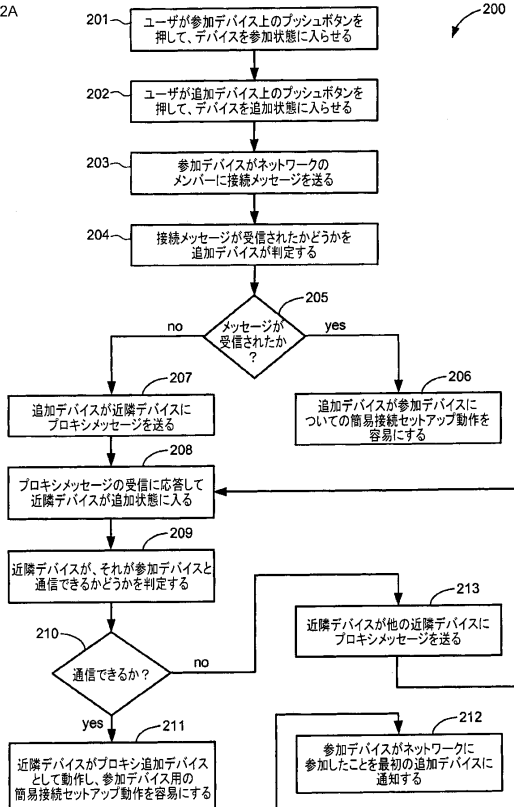 2A
200
201
ユーザが参加デバイス上のプッシュボタンを
押して、デバイスを参加状態に入らせる
202
ユーザが追加デバイス上のプッシュボタンを
押して、デバイスを追加状態に入らせる
203
参加デバイスがネットワークの
メンバーに接続メッセージを送る
204
接続メッセージが受信されたかどうかを
追加デバイスが判定する
205
メッセージが
受信されたか
?
no
yes
207
追加デバイスが近隣デバイスに
プロキシメッセージを送る
206
追加デバイスが参加デバイスに
ついての簡易接続セットアップ動作を
容易にする
208
プロキシメッセージの受信に応答して
近隣デバイスが追加状態に入る
209
近隣デバイスが、それが参加デバイスと
通信できるかどうかを判定する
213
近隣デバイスが他の近隣デバイスに
プロキシメッセージを送る
210
通信できるか?
no
yes
211
近隣デバイスがプロキシ追加デバイス
として動作し、参加デバイス用の
簡易接続セットアップ動作を容易にする
212
参加デバイスがネットワークに
参加したことを最初の追加デバイスに
通知する